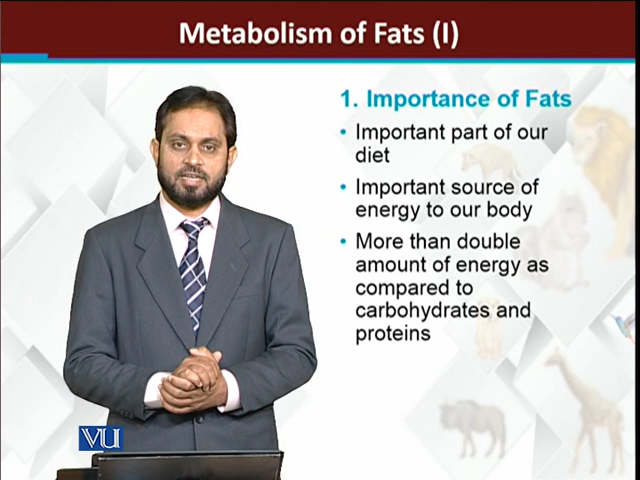 Metabolism of Fats (I)
1. Importance of Fats
• Important part of our
diet
• Important source of
energy to our body
• More than double
amount of energy as
compared to
carbohydrates and
proteins
VU